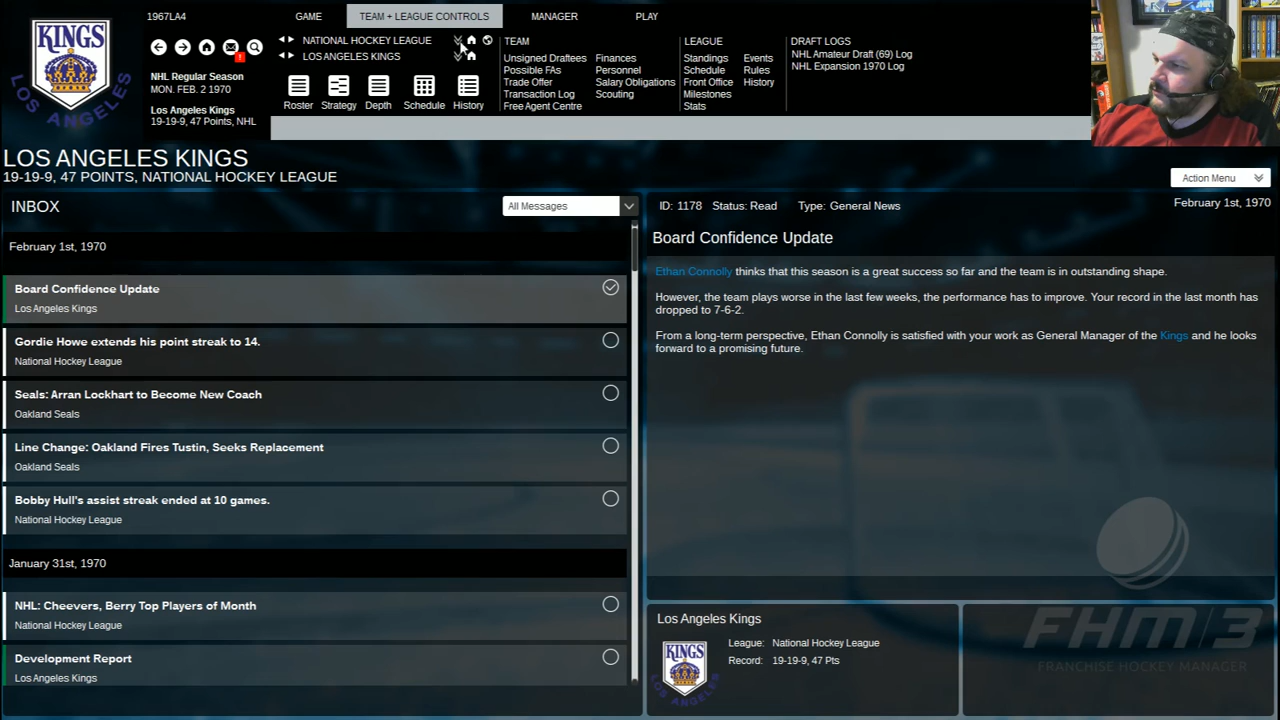 1967LA4
GAME
TEAM + LEAGUE CONTROLS
MANAGER
PLAY
KINGS
LOS ANGELES
NHL Regular Season
MON. FEB. 2 1970
Los Angeles Kings
19-19-9, 47 Points, NHL
NATIONAL HOCKEY LEAGUE
LOS ANGELES KINGS
Roster
Strategy
Depth
Schedule
History
TEAM
Unsigned Draftees
Possible FAs
Trade Offer
Transaction Log
Free Agent Centre
Finances
Personnel
Salary Obligations
Scouting
LEAGUE
Standings
Schedule
Front Office
Milestones
Stats
Events
Rules
History
DRAFT LOGS
NHL Amateur Draft (69) Log
NHL Expansion 1970 Log
LOS ANGELES KINGS
19-19-9, 47 POINTS, NATIONAL HOCKEY LEAGUE
Action Menu
INBOX
All Messages
February 1st, 1970
Board Confidence Update
Los Angeles Kings
Gordie Howe extends his point streak to 14.
National Hockey League
Seals: Arran Lockhart to Become New Coach
Oakland Seals
Line Change: Oakland Fires Tustin, Seeks Replacement
Oakland Seals
Bobby Hull's assist streak ended at 10 games.
National Hockey League
January 31st, 1970
NHL: Cheevers, Berry Top Players of Month
National Hockey League
Development Report
Los Angeles Kings
ID: 1178 Status: Read Type: General News
February 1st, 1970
Board Confidence Update
Ethan Connolly thinks that this season is a great success so far and the team is in outstanding shape.
However, the team plays worse in the last few weeks, the performance has to improve. Your record in the last month has
dropped to 7-6-2.
From a long-term perspective, Ethan Connolly is satisfied with your work as General Manager of the Kings and he looks
forward to a promising future.
Los Angeles Kings
KINGS
LOS ANGELES
League: National Hockey League
Record: 19-19-9, 47 Pts
FHM/3
FRANCHISE HOCKEY MANAGER